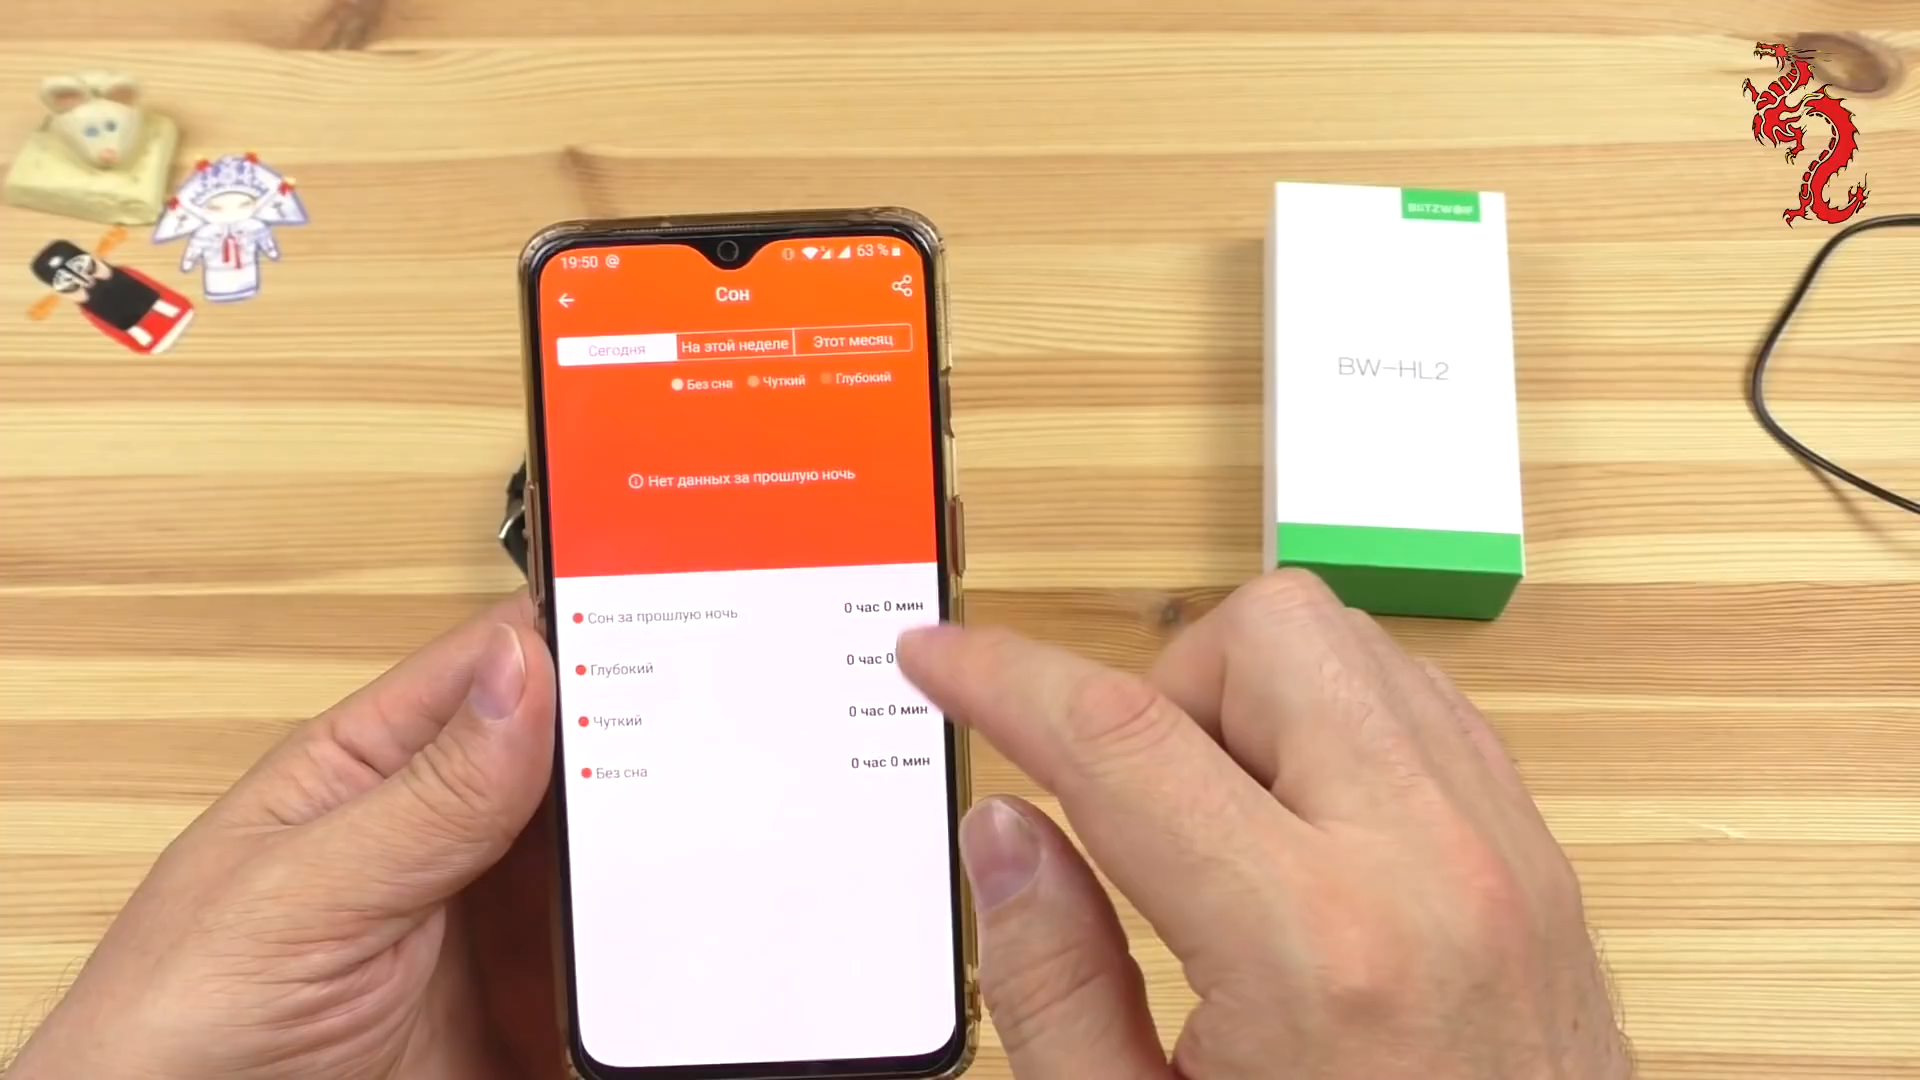 19:50 @
63 %
Сон
Сегодня
На этой неделе
Этот месяц
Без сна
Чуткий
Глубокий
Нет данных за прошлую ночь
Сон за прошлую ночь
0 час 0 мин
Глубокий
0 час 0
Чуткий
0 час 0 мин
Без сна
0 час 0 мин
BLITZWOLF
BW-HL2